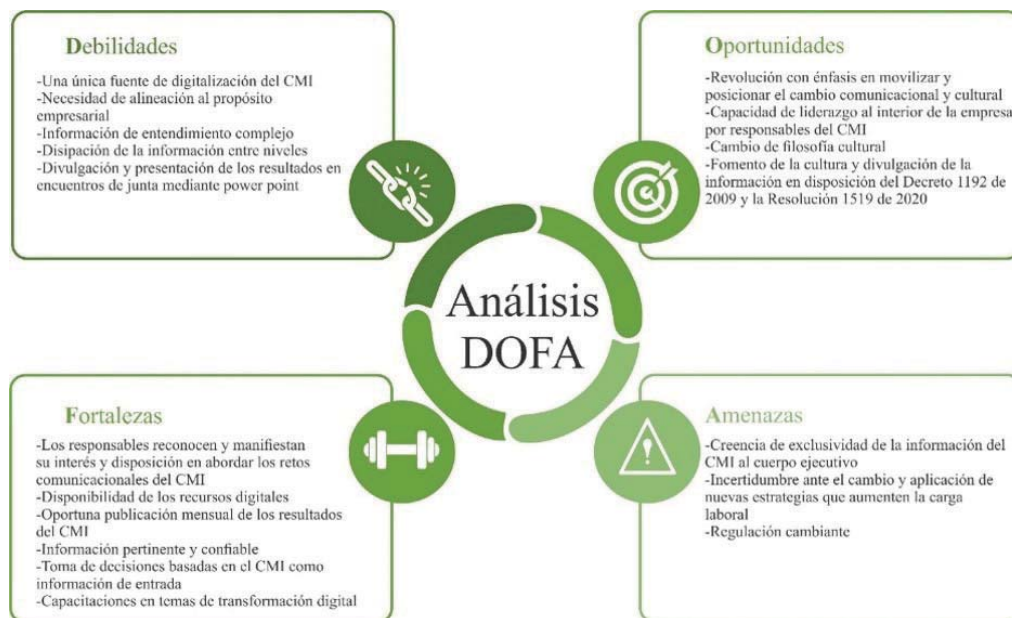 Debilidades
-Una única fuente de digitalización del CMI
-Necesidad de alineación al propósito
empresarial
-Información de entendimiento complejo
-Disipación de la información entre niveles
-Divulgación y presentación de los resultados en
encuentros de junta mediante power point
Oportunidades
-Revolución con énfasis en movilizar y
posicionar el cambio comunicacional y cultural
-Capacidad de liderazgo al interior de la empresa
por responsables del CMI
-Cambio de filosofía cultural
-Fomento de la cultura y divulgación de la
información en disposición del Decreto 1192 de
2009 y la Resolución 1519 de 2020
Análisis
DOFA
Fortalezas
-Los responsables reconocen y manifiestan
su interés y disposición en abordar los retos
comunicacionales del CMI
-Disponibilidad de los recursos digitales
-Oportuna publicación mensual de los resultados
del CMI
-Información pertinente y confiable
-Toma de decisiones basadas en el CMI como
información de entrada
-Capacitaciones en temas de transformación digital
Amenazas
-Creencia de exclusividad de la información del
CMI al cuerpo ejecutivo
-Incertidumbre ante el cambio y aplicación de
nuevas estrategias que aumenten la carga
laboral
-Regulación cambiante